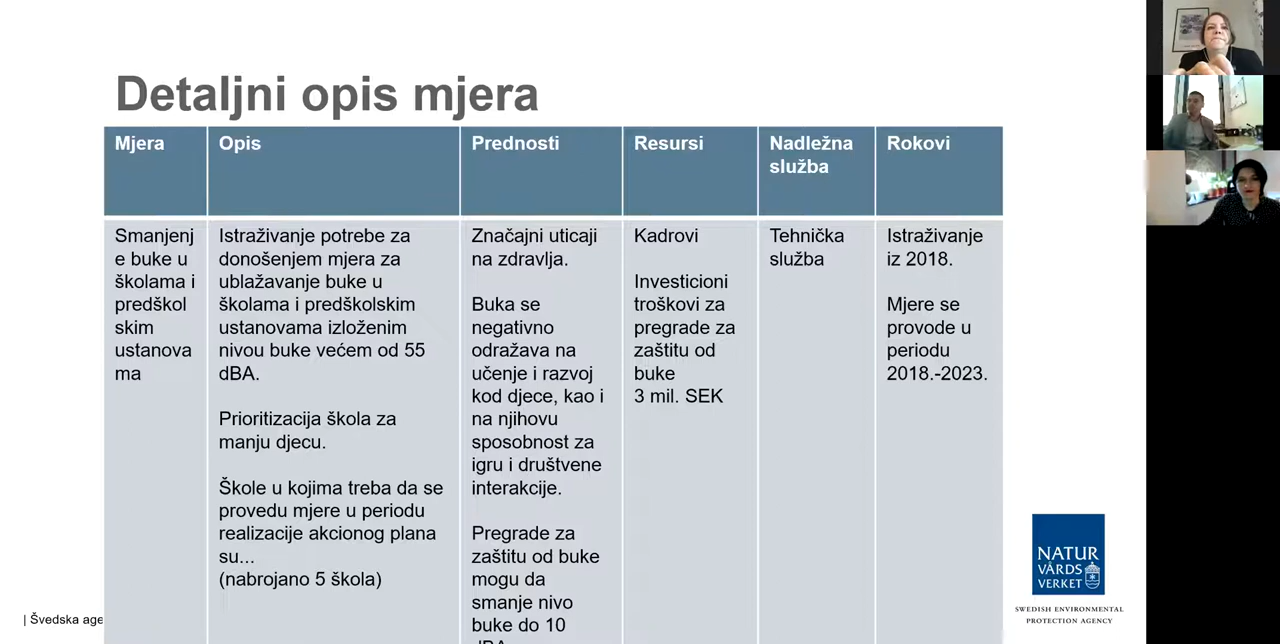 Detaljni opis mjera
Mjera
Opis
Prednosti
Resursi
Nadležna
služba
Rokovi
Smanjenj
e buke u
školama i
predškol
skim
ustanova
ma
Istraživanje potrebe za
donošenjem mjera za
ublažavanje buke u
školama i predškolskim
ustanovama izloženim
nivou buke većem od 55
dBA.
Prioritizacija škola za
manju djecu.
Škole u kojima treba da se
provedu mjere u periodu
realizacije akcionog plana
su...
(nabrojano 5 škola)
Značajni uticaji
na zdravlja.
Buka se
negativno
odražava na
učenje i razvoj
kod djece, kao i
na njihovu
sposobnost za
igru i društvene
interakcije.
Pregrade za
zaštitu od buke
mogu da
smanje nivo
buke do 10
Kadrovi
Investicioni
troškovi za
pregrade za
zaštitu od
buke
3 mil. SEK
Tehnička
služba
Istraživanje
iz 2018.
Mjere se
provode u
periodu
2018.-2023.
NATUR
VÅRDS
VERKET
SWEDISH ENVIRONMENTAL
PROTECTION AGENCY
| Švedska age